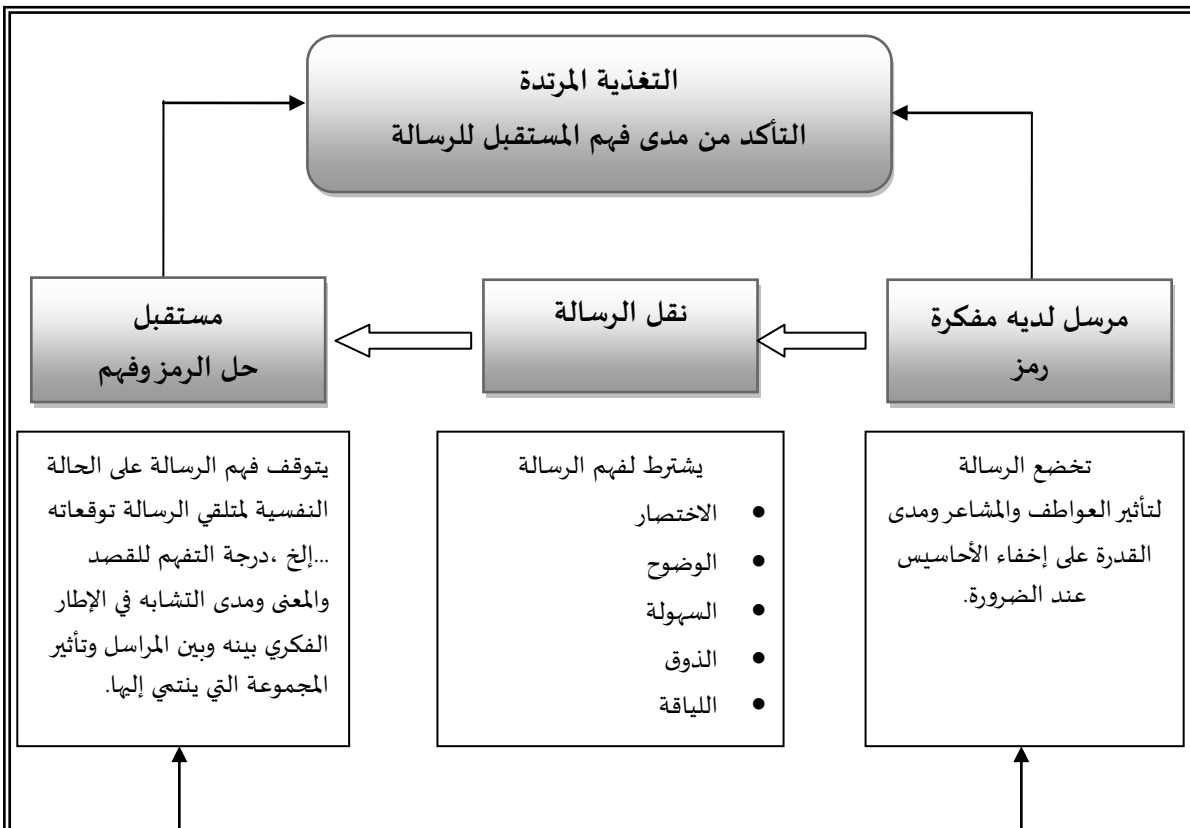 التغذية المرتدة
التأكد من مدى فهم المستقبل للرسالة
مرسل لديه مفكرة
رمز
نقل الرسالة
مستقبل
حل الرمز وفهم
تخضع الرسالة
لتأثير العواطف والمشاعر ومدى
القدرة على إخفاء الأحاسيس
عند الضرورة.
يشترط لفهم الرسالة
• الاختصار
• الوضوح
• السهولة
• الذوق
• اللياقة
يتوقف فهم الرسالة على الحالة
النفسية لمتلقي الرسالة توقعاته
...إلخ ،درجة التفهم للقصد
والمعنى ومدى التشابه في الإطار
الفكري بينه وبين المراسل وتأثير
المجموعة التي ينتمي إليها.